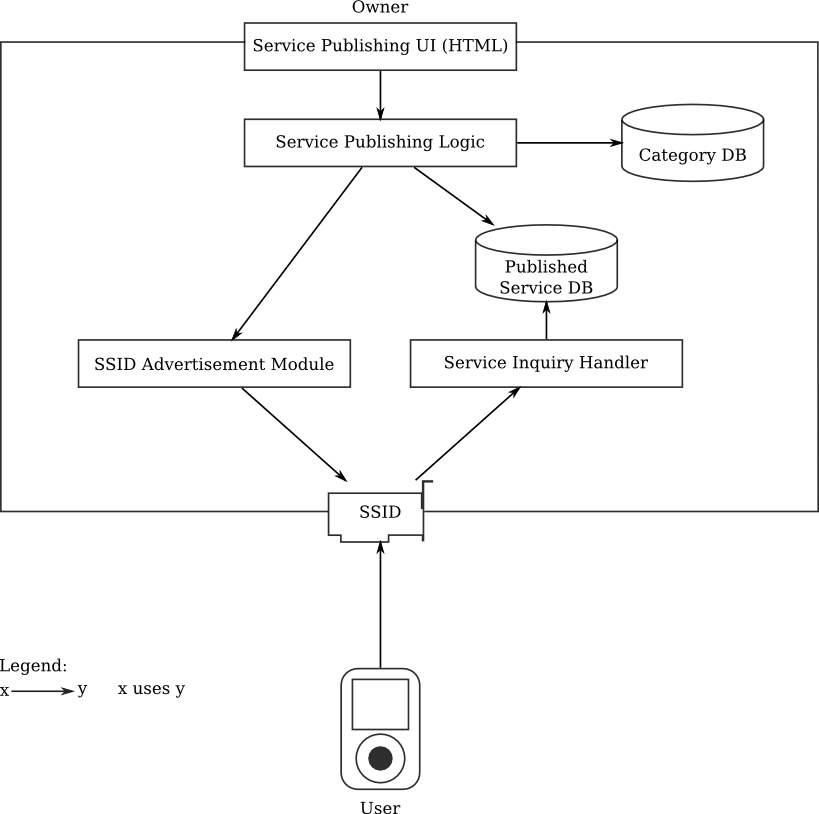 Owner
Service Publishing UI (HTML)
Service Publishing Logic
Category DB
Published
Service DB
SSID Advertisement Module
Service Inquiry Handler
SSID
Legend:
x y x uses y
User